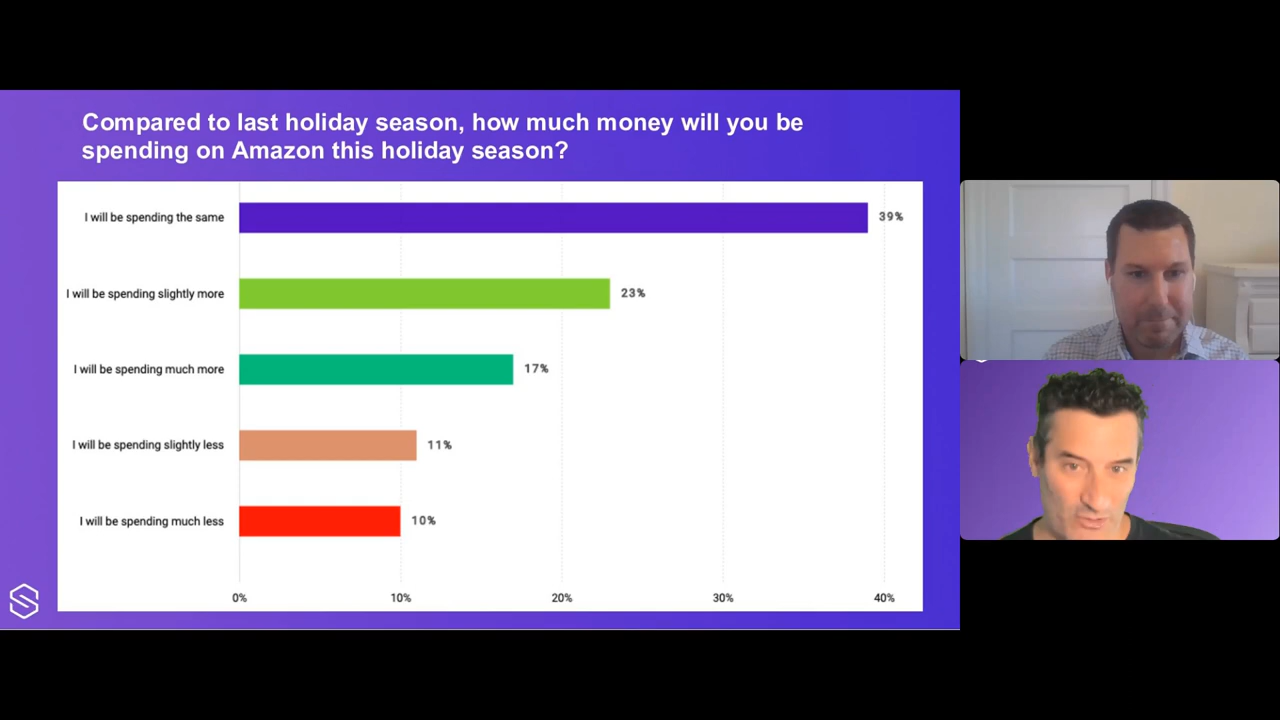 Compared to last holiday season, how much money will you be
spending on Amazon this holiday season?
I will be spending the same 39%
I will be spending slightly more 23%
I will be spending much more 17%
I will be spending slightly less 11%
I will be spending much less 10%
0% 10% 20% 30% 40%